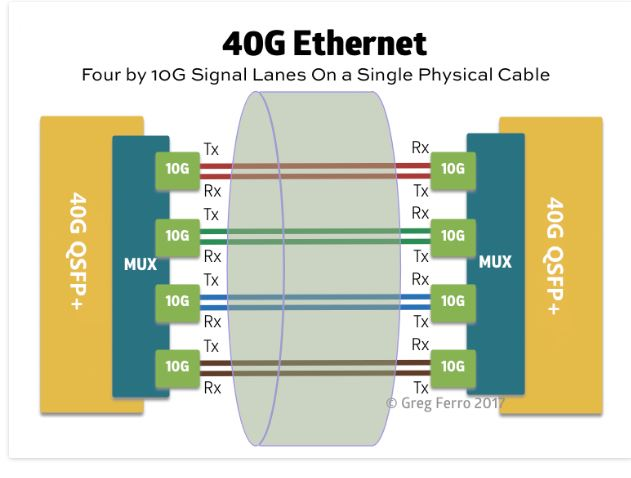 40G Ethernet
Four by 10G Signal Lanes On a Single Physical Cable
Tx Rx
10G 10G
Rx Tx
Tx Rx
10G 10G
Rx Tx
40G QSFP+ MUX MUX 40G QSFP+
Tx Rx
10G 10G
Rx Tx
Tx Rx
10G 10G
Rx Tx
© Greg Ferro 2017